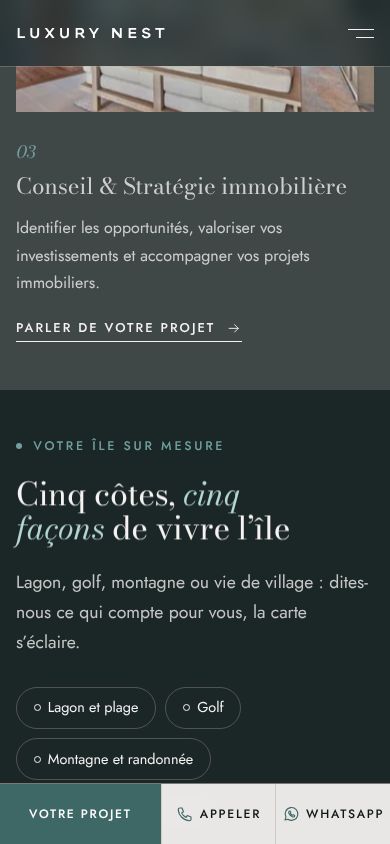 LUXURY NEST
03
Conseil & Stratégie immobilière
Identifier les opportunités, valoriser vos
investissements et accompagner vos projets
immobiliers.
PARLER DE VOTRE PROJET →
VOTRE ÎLE SUR MESURE
Cinq côtes, cinq
façons de vivre l’île
Lagon, golf, montagne ou vie de village : dites-
nous ce qui compte pour vous, la carte
s’éclaire.
Lagon et plage
Golf
Montagne et randonnée
VOTRE PROJET
APPELER
WHATSAPP